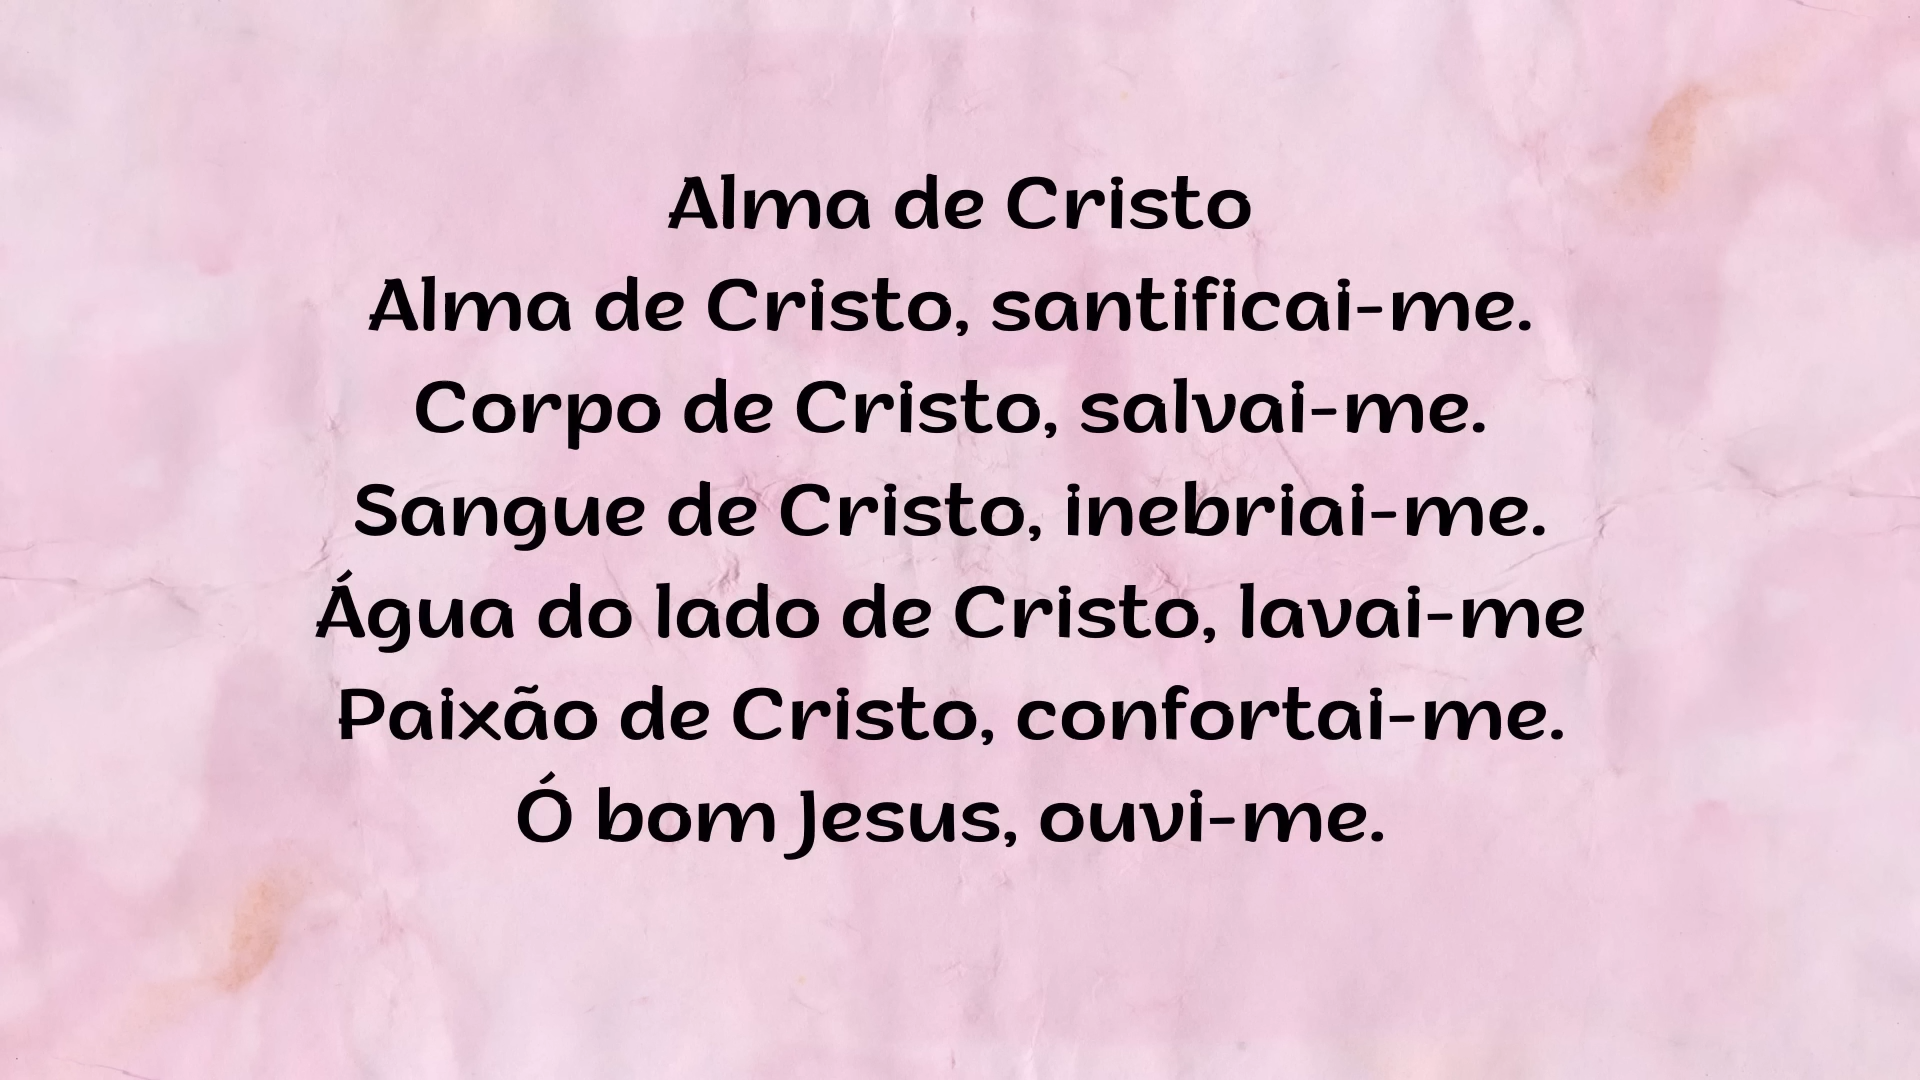 Alma de Cristo
Alma de Cristo, santificai-me.
Corpo de Cristo, salvai-me.
Sangue de Cristo, inebriai-me.
Água do lado de Cristo, lavai-me
Paixão de Cristo, confortai-me.
Ó bom Jesus, ouvi-me.